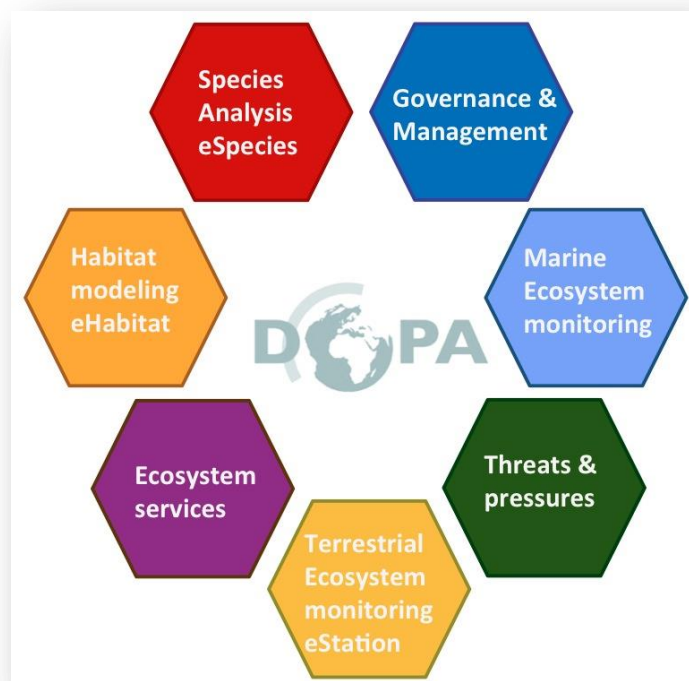 Species
Analysis
eSpecies
Governance &
Management
Habitat
modeling
eHabitat
Marine
Ecosystem
monitoring
DOPA
Ecosystem
services
Threats &
pressures
Terrestrial
Ecosystem
monitoring
eStation